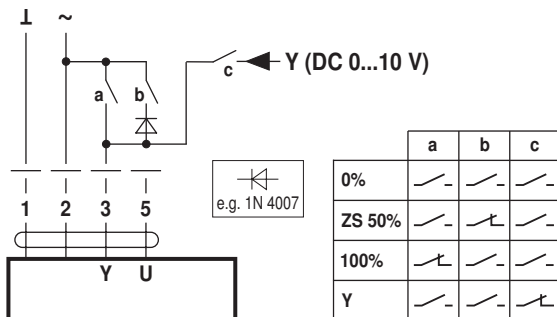 ⊥ ~
a b c Y (DC 0...10 V)
1 2 3 5
Y U
e.g. 1N 4007
a b c
0%
ZS 50%
100%
Y